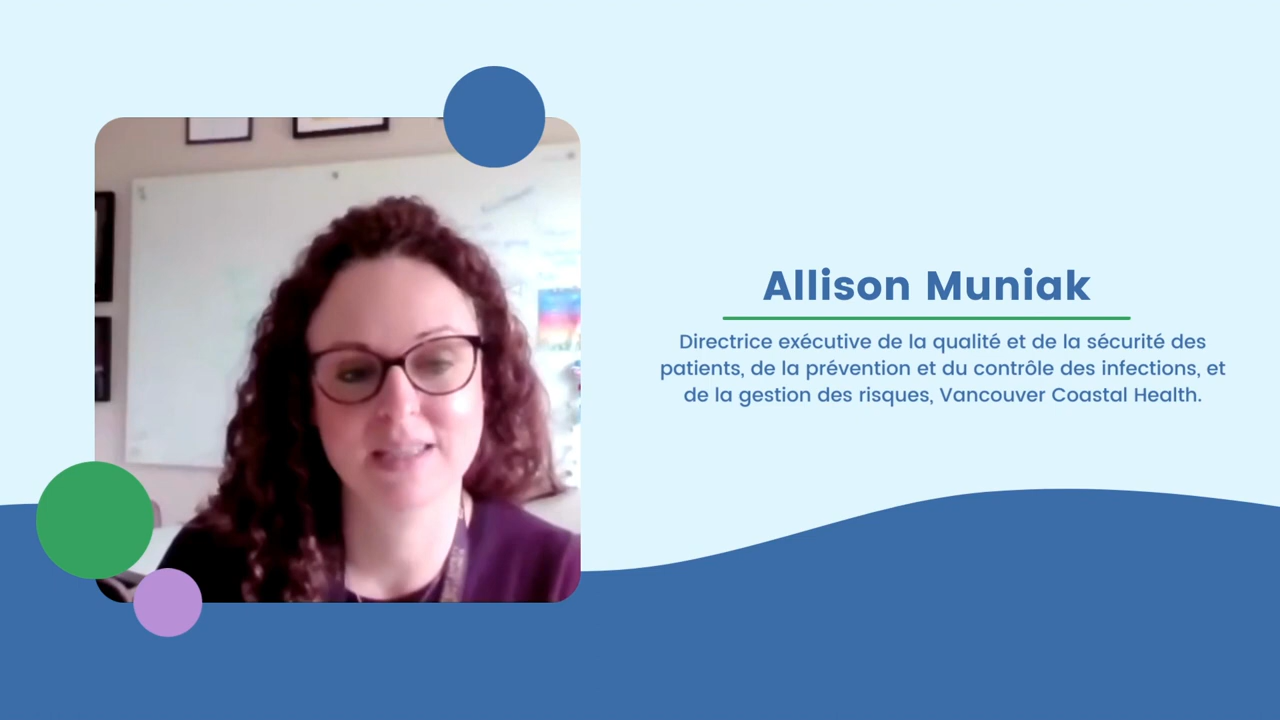 Allison Muniak
Directrice exécutive de la qualité et de la sécurité des
patients, de la prévention et du contrôle des infections, et
de la gestion des risques, Vancouver Coastal Health.